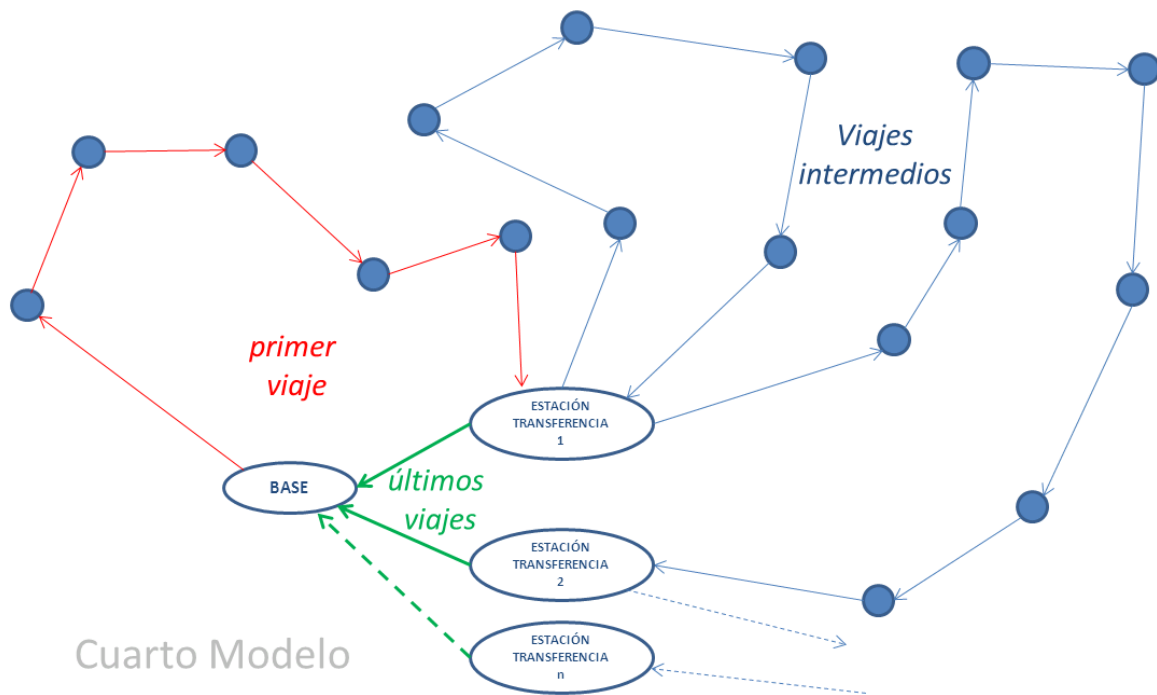 Viajes
intermedios
primer
viaje
ESTACIÓN
TRANSFERENCIA
1
BASE
últimos
viajes
ESTACIÓN
TRANSFERENCIA
2
ESTACIÓN
TRANSFERENCIA
n
Cuarto Modelo